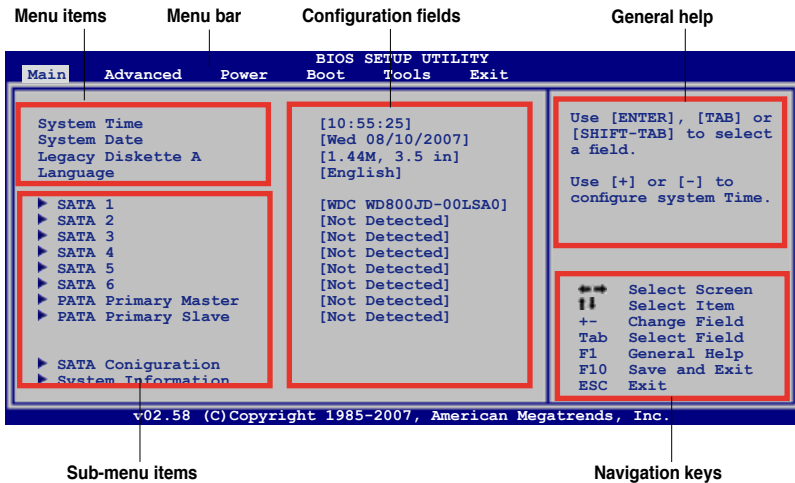 Menu items Menu bar Configuration fields General help
BIOS SETUP UTILITY
Main Advanced Power Boot Tools Exit
System Time [10:55:25]
System Date [Wed 08/10/2007]
Legacy Diskette A [1.44M, 3.5 in]
Language [English]
SATA 1 [WDC WD800JD-00LSA0]
SATA 2 [Not Detected]
SATA 3 [Not Detected]
SATA 4 [Not Detected]
SATA 5 [Not Detected]
SATA 6 [Not Detected]
PATA Primary Master [Not Detected]
PATA Primary Slave [Not Detected]
SATA Coniguration
System Information
Use [ENTER], [TAB] or
[SHIFT-TAB] to select
a field.
Use [+] or [-] to
configure system Time.
Select Screen
Select Item
+- Change Field
Tab Select Field
F1 General Help
F10 Save and Exit
ESC Exit
v02.58 (C)Copyright 1985-2007, American Megatrends, Inc.
Sub-menu items Navigation keys